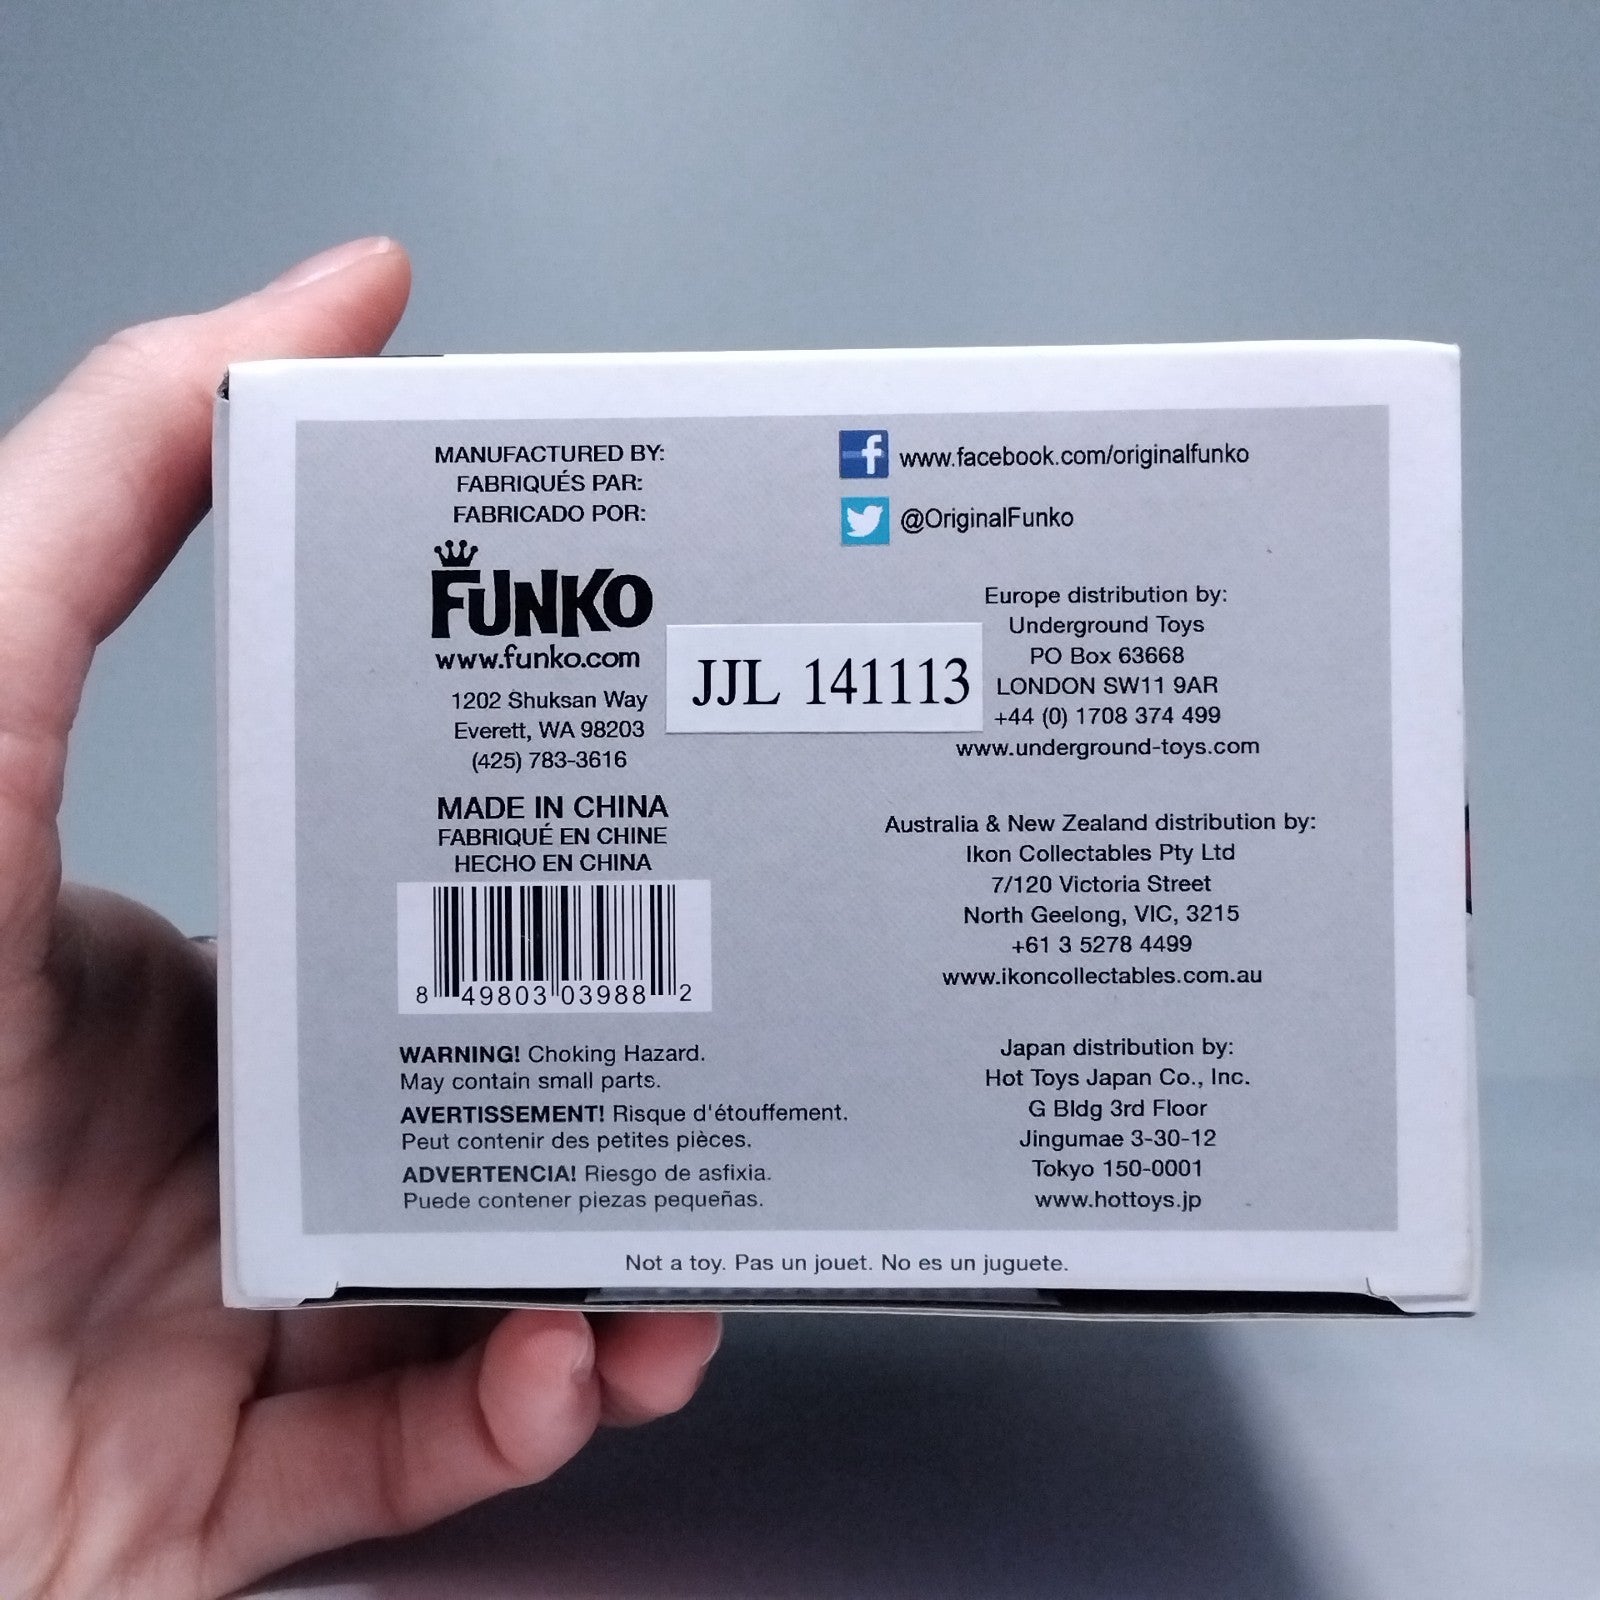 MANUFACTURED BY:
FABRIQUÉS PAR:
FABRICADO POR:
FUNKO
www.funko.com
1202 Shuksan Way
Everett, WA 98203
(425) 783-3616
MADE IN CHINA
FABRIQUÉ EN CHINE
HECHO EN CHINA
8 49803 03988 2
WARNING! Choking Hazard.
May contain small parts.
AVERTISSEMENT! Risque d'étouffement.
Peut contenir des petites pièces.
ADVERTENCIA! Riesgo de asfixia.
Puede contener piezas pequeñas.
JJL 141113
f www.facebook.com/originalfunko
@OriginalFunko
Europe distribution by:
Underground Toys
PO Box 63668
LONDON SW11 9AR
+44 (0) 1708 374 499
www.underground-toys.com
Australia & New Zealand distribution by:
Ikon Collectables Pty Ltd
7/120 Victoria Street
North Geelong, VIC, 3215
+61 3 5278 4499
www.ikoncollectables.com.au
Japan distribution by:
Hot Toys Japan Co., Inc.
G Bldg 3rd Floor
Jingumae 3-30-12
Tokyo 150-0001
www.hottoys.jp
Not a toy. Pas un jouet. No es un juguete.